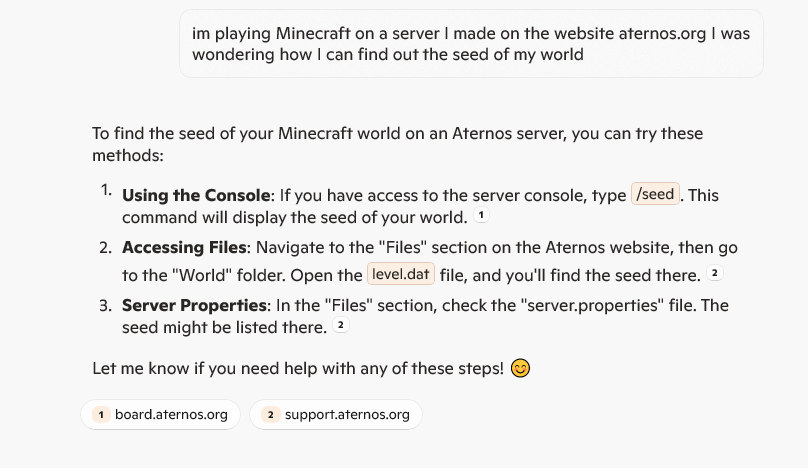 im playing Minecraft on a server I made on the website aternos.org I was
wondering how I can find out the seed of my world
To find the seed of your Minecraft world on an Aternos server, you can try these
methods:
1. Using the Console: If you have access to the server console, type /seed. This
command will display the seed of your world. 1
2. Accessing Files: Navigate to the "Files" section on the Aternos website, then go
to the "World" folder. Open the level.dat file, and you'll find the seed there. 2
3. Server Properties: In the "Files" section, check the "server.properties" file. The
seed might be listed there. 2
Let me know if you need help with any of these steps! 😊
1 board.aternos.org 2 support.aternos.org